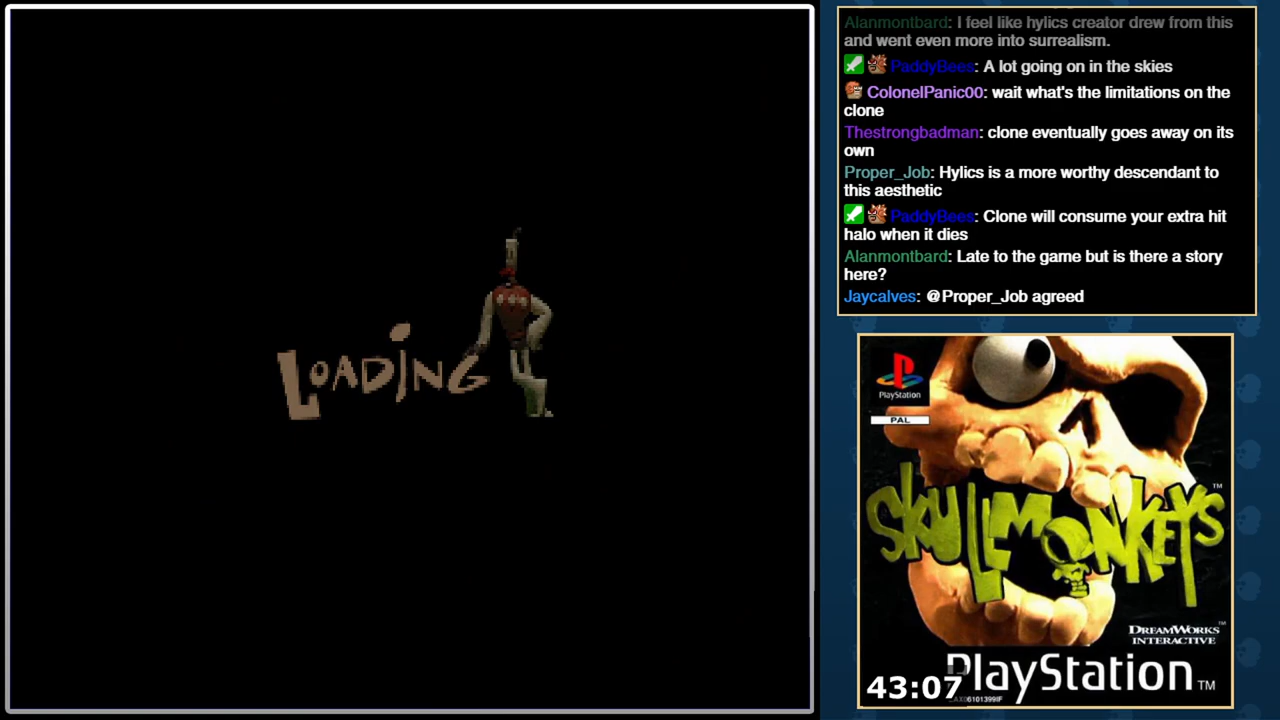 LOADING
Alanmontbard: I feel like hylics creator drew from this
and went even more into surrealism.
PaddyBees: A lot going on in the skies
ColonelPanic00: wait what's the limitations on the
clone
Thestrongbadman: clone eventually goes away on its
own
Proper_Job: Hylics is a more worthy descendant to
this aesthetic
PaddyBees: Clone will consume your extra hit
halo when it dies
Alanmontbard: Late to the game but is there a story
here?
Jaycalves: @Proper_Job agreed
PlayStation
PAL
SKULLMONKEYS™
DREAMWORKS™
INTERACTIVE
43:07
PlayStation™